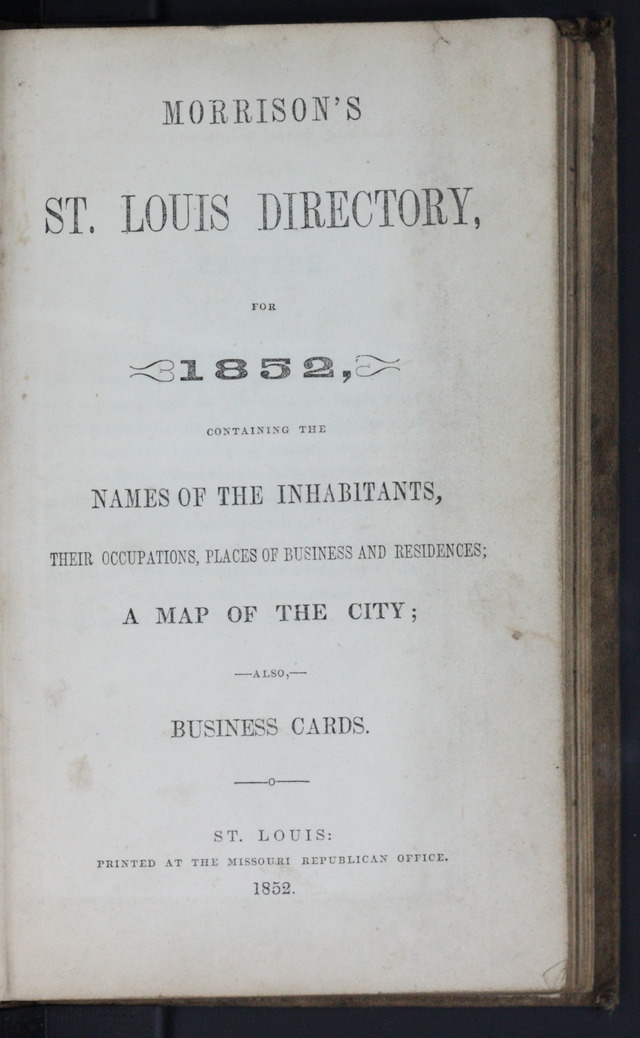 MORRISON'S
ST. LOUIS DIRECTORY,
FOR
1852,
CONTAINING THE
NAMES OF THE INHABITANTS,
THEIR OCCUPATIONS, PLACES OF BUSINESS AND RESIDENCES;
A MAP OF THE CITY;
—ALSO,—
BUSINESS CARDS.
——o——
ST. LOUIS:
PRINTED AT THE MISSOURI REPUBLICAN OFFICE.
1852.